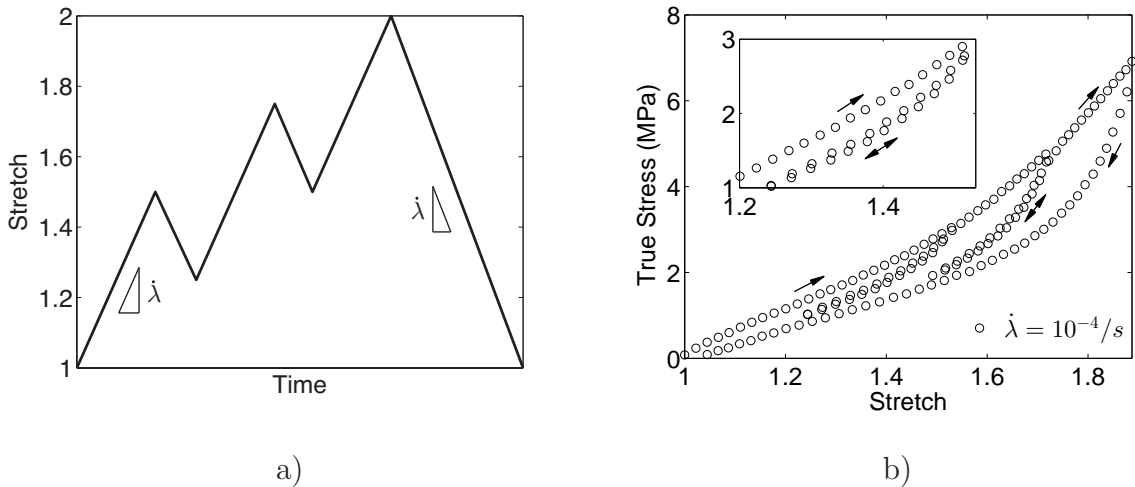 2
1.8
1.6
1.4
1.2
1
Stretch
Time
λ̇
λ̇
a)
8
6
4
2
0
True Stress (MPa)
1 1.2 1.4 1.6 1.8
Stretch
3
2
1
1.2 1.4
λ̇ = 10⁻⁴/s
b)